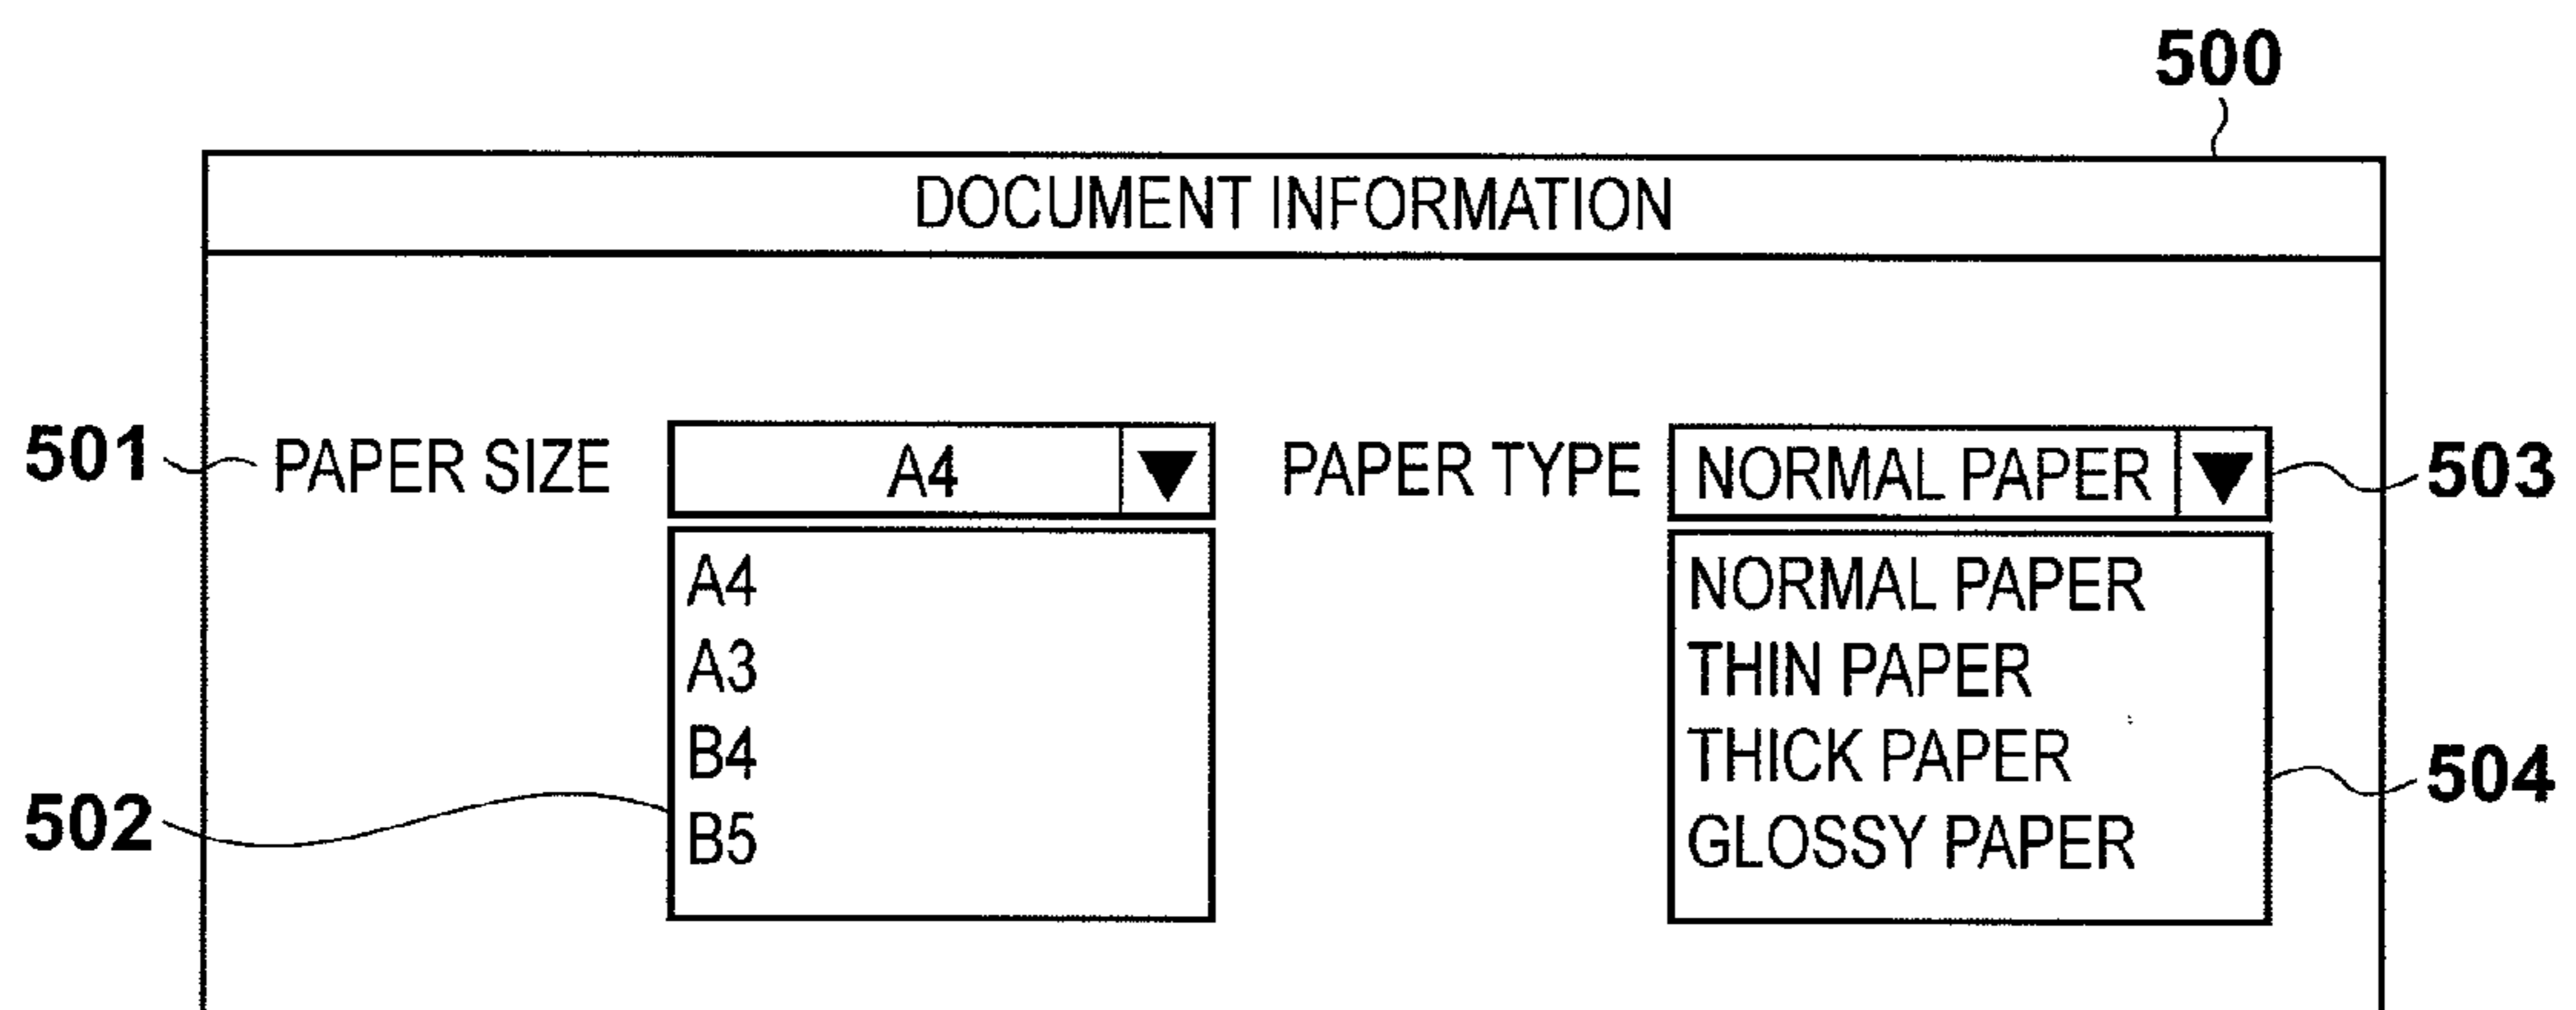 500
DOCUMENT INFORMATION
501 PAPER SIZE A4 PAPER TYPE NORMAL PAPER 503
A4 NORMAL PAPER
A3 THIN PAPER
B4 THICK PAPER 504
502 B5 GLOSSY PAPER